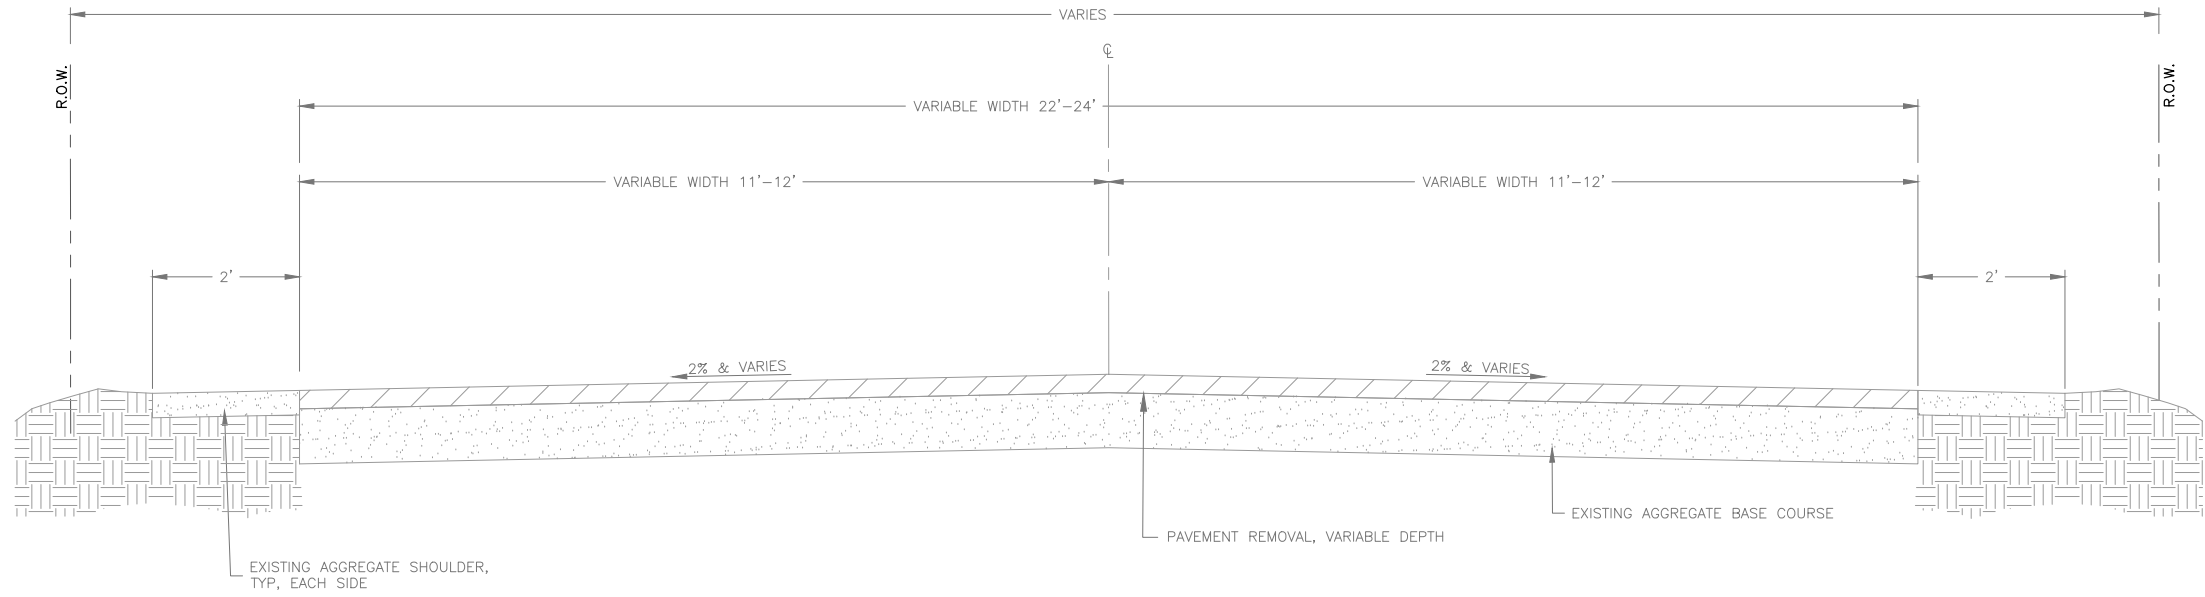 VARIES
℄
R.O.W.
R.O.W.
VARIABLE WIDTH 22'-24'
VARIABLE WIDTH 11'-12'
VARIABLE WIDTH 11'-12'
2'
2'
2% & VARIES
2% & VARIES
EXISTING AGGREGATE BASE COURSE
PAVEMENT REMOVAL, VARIABLE DEPTH
EXISTING AGGREGATE SHOULDER,
TYP, EACH SIDE